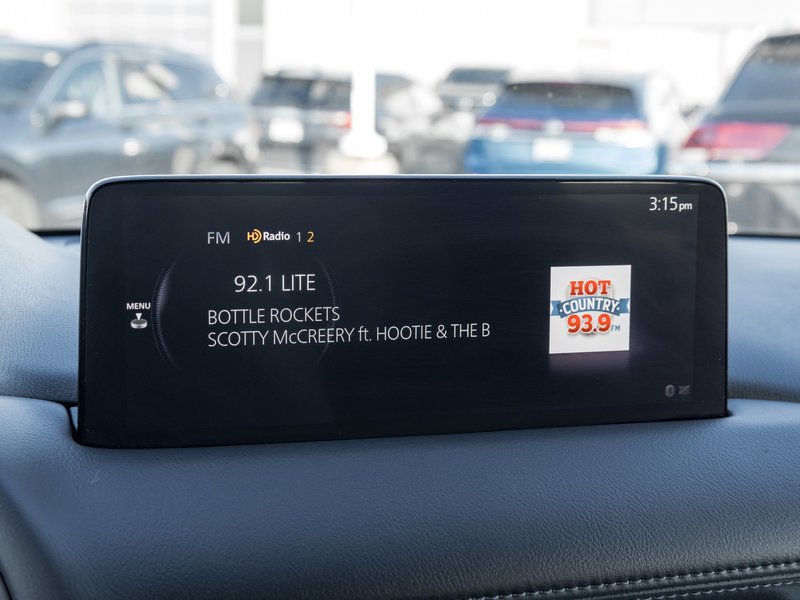 3:15pm
FM HD Radio 1 2
92.1 LITE
MENU
BOTTLE ROCKETS
SCOTTY McCREERY ft. HOOTIE & THE B
HOT
COUNTRY
93.9 FM